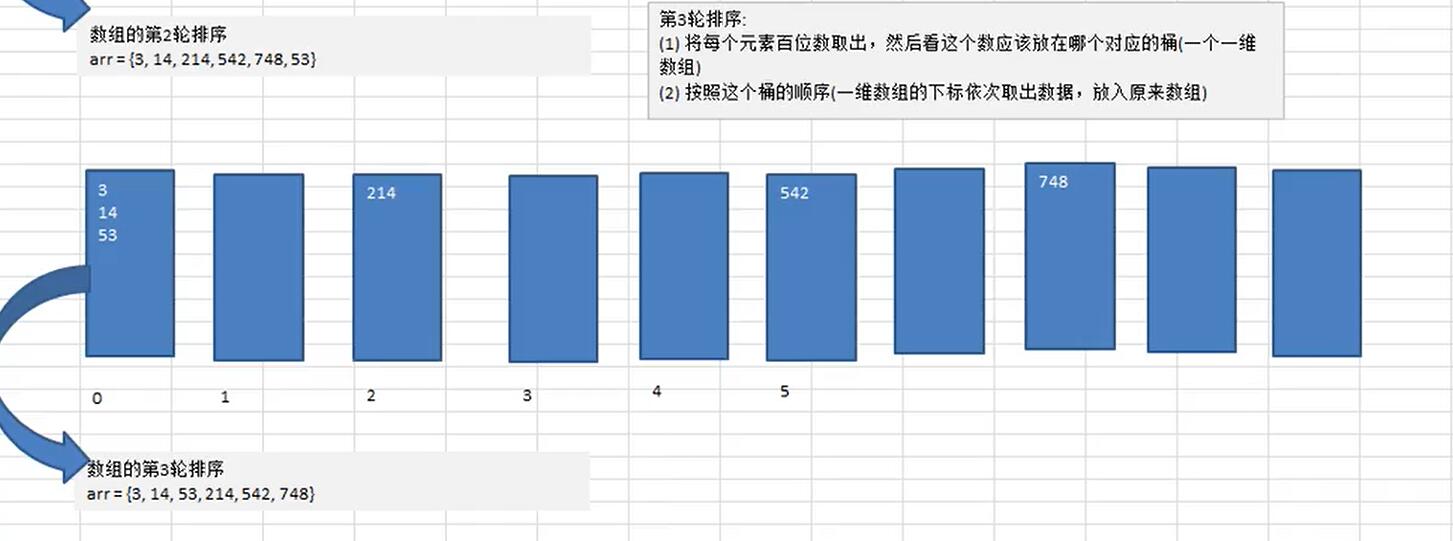 数组的第2轮排序
arr = {3, 14, 214, 542, 748, 53}
第3轮排序:
(1) 将每个元素百位数取出，然后看这个数应该放在哪个对应的桶(一个一维
数组)
(2) 按照这个桶的顺序(一维数组的下标依次取出数据，放入原来数组)
3
14
53
214
542
748
0
1
2
3
4
5
数组的第3轮排序
arr = {3, 14, 53, 214, 542, 748}